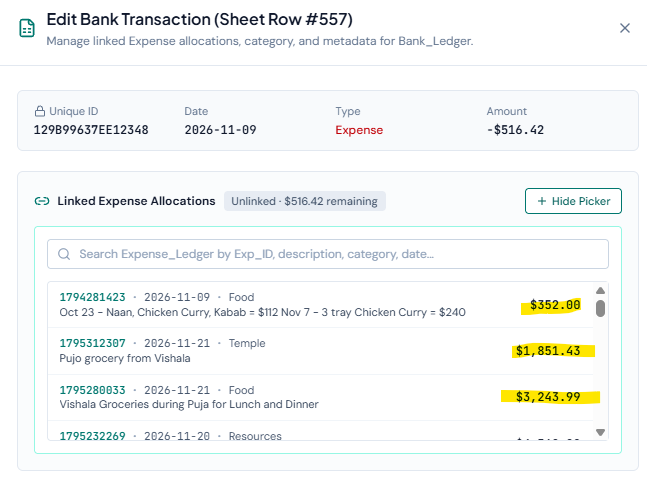 Edit Bank Transaction (Sheet Row #557)
Manage linked Expense allocations, category, and metadata for Bank_Ledger.
Unique ID Date Type Amount
129B99637EE12348 2026-11-09 Expense -$516.42
Linked Expense Allocations Unlinked · $516.42 remaining + Hide Picker
Search Expense_Ledger by Exp_ID, description, category, date...
1794281423 · 2026-11-09 · Food $352.00
Oct 23 - Naan, Chicken Curry, Kabab = $112 Nov 7 - 3 tray Chicken Curry = $240
1795312307 · 2026-11-21 · Temple $1,851.43
Pujo grocery from Vishala
1795280033 · 2026-11-21 · Food $3,243.99
Vishala Groceries during Puja for Lunch and Dinner
1795232269 · 2026-11-20 · Resources